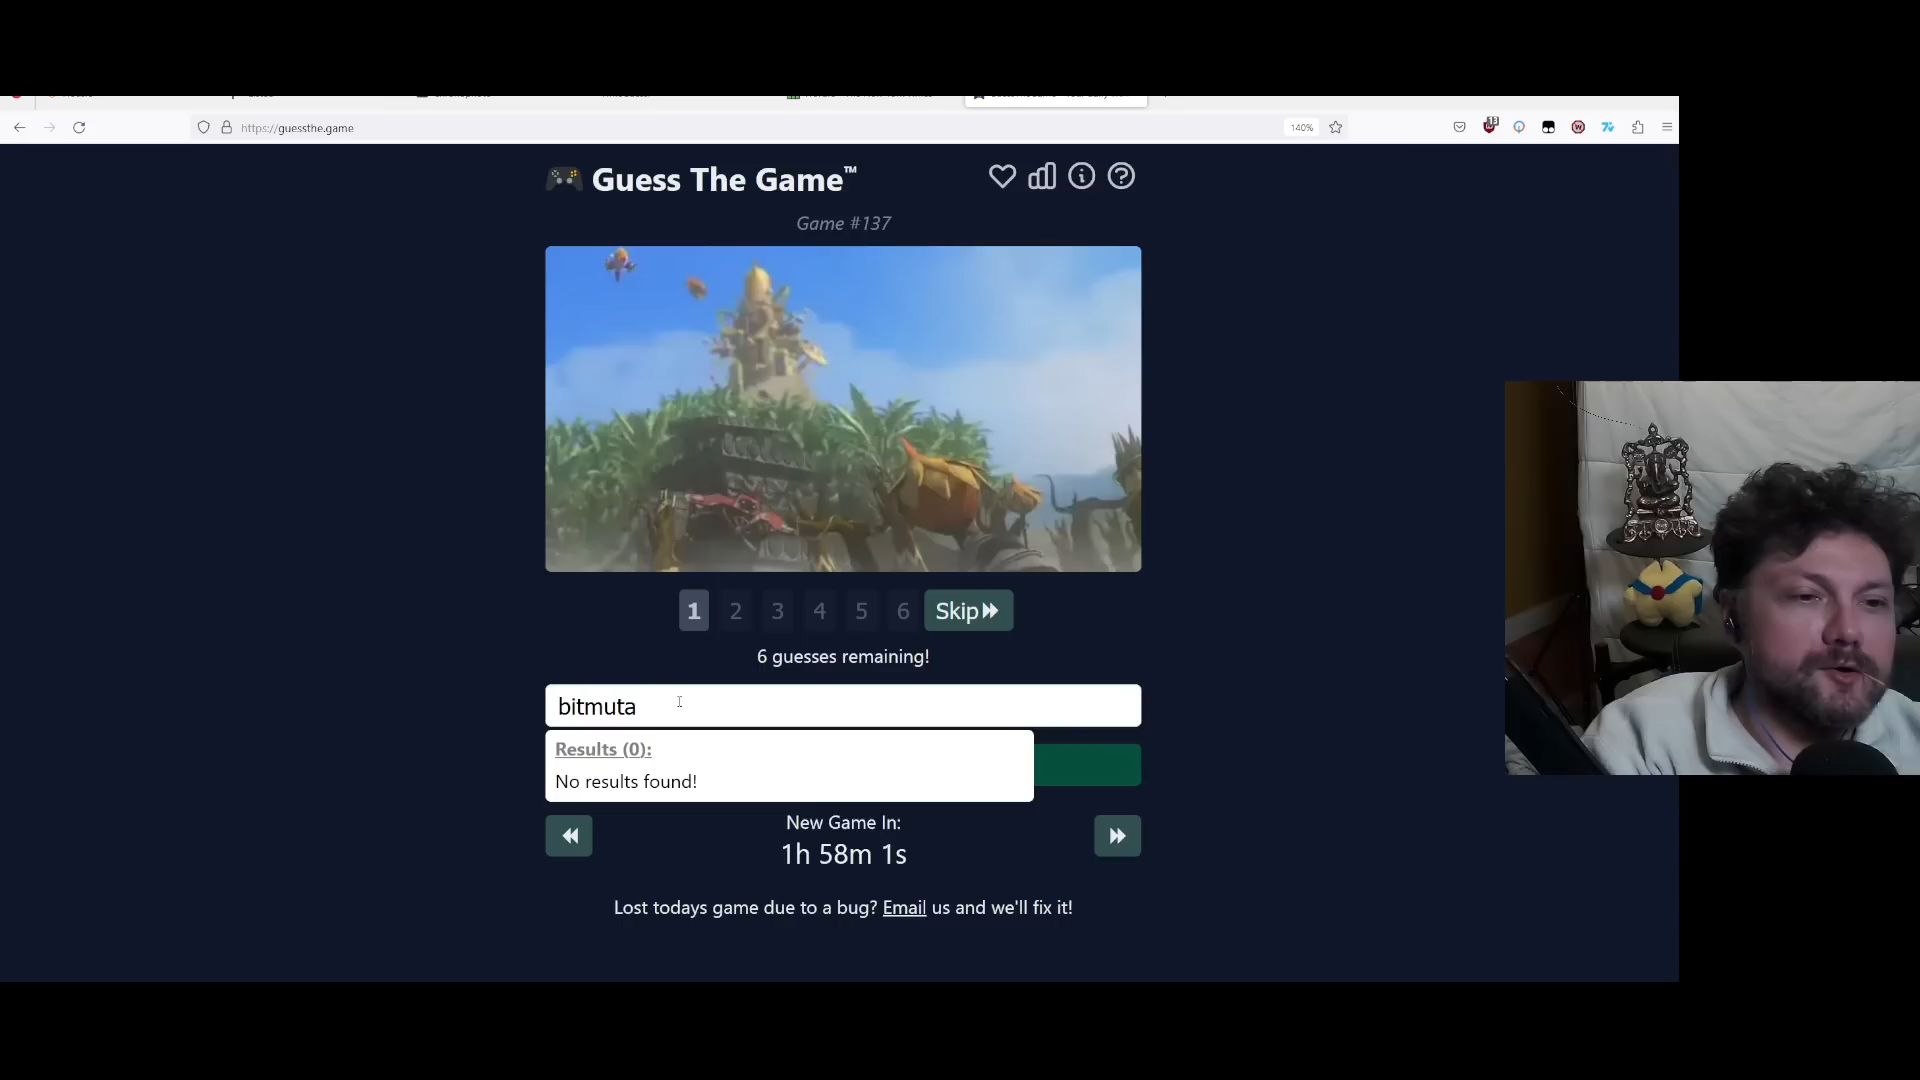 https://guessthe.game
140%
13
Guess The Game™
Game #137
1 2 3 4 5 6 Skip
6 guesses remaining!
bitmuta
Results (0):
No results found!
New Game In:
1h 58m 1s
Lost todays game due to a bug? Email us and we'll fix it!